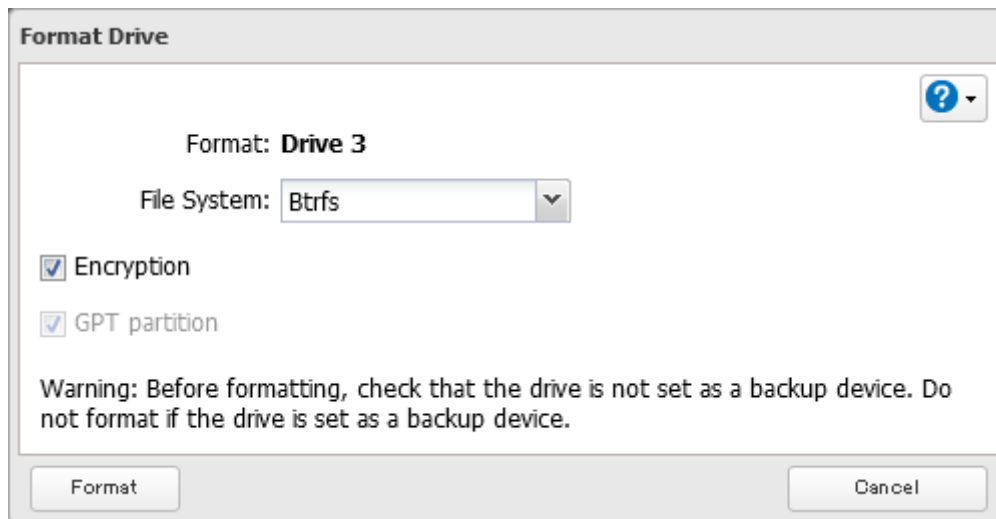 Format Drive
?
Format: Drive 3
File System: Btrfs
Encryption
GPT partition
Warning: Before formatting, check that the drive is not set as a backup device. Do
not format if the drive is set as a backup device.
Format Cancel